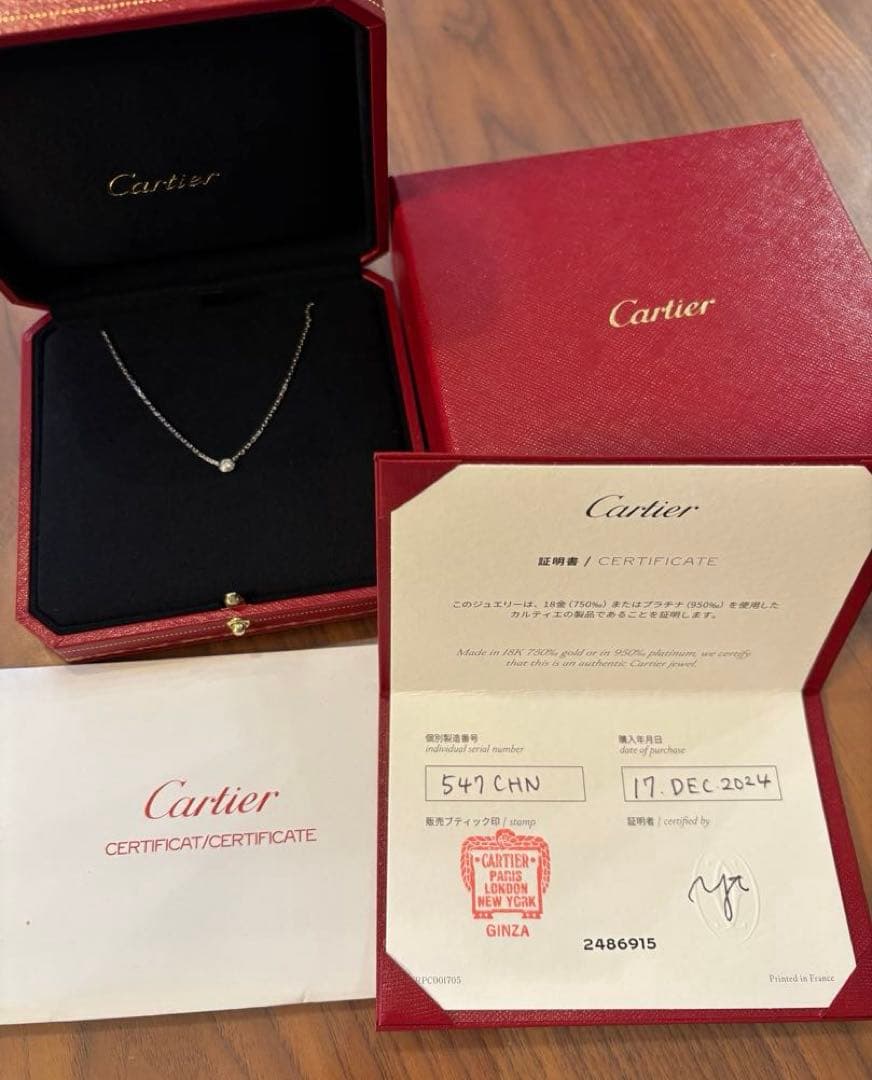 Cartier
Cartier
Cartier
証明書 / CERTIFICATE
このジュエリーは、18金（750‰）またはプラチナ（950‰）を使用した
カルティエの製品であることを証明します。
Made in 18K 750‰ gold or in 950‰ platinum, we certify
that this is an authentic Cartier jewel.
個別製造番号
individual serial number
547 CHN
購入年月日
date of purchase
17. DEC. 2024
販売ブティック印 / stamp
CARTIER
PARIS
LONDON
NEW YORK
GINZA
証明者 / certified by
2486915
RPC001705
Printed in France
Cartier
CERTIFICAT/CERTIFICATE